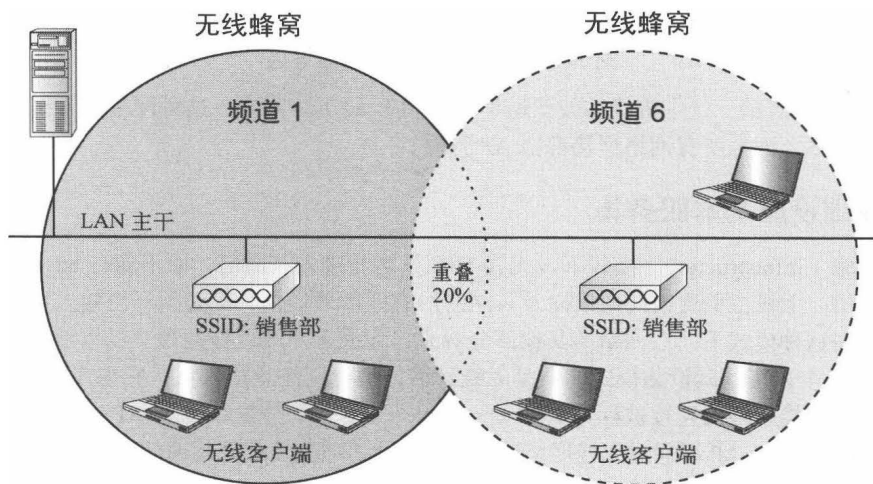 无线蜂窝
无线蜂窝
频道 1
频道 6
LAN 主干
重叠
20%
SSID: 销售部
SSID: 销售部
无线客户端
无线客户端